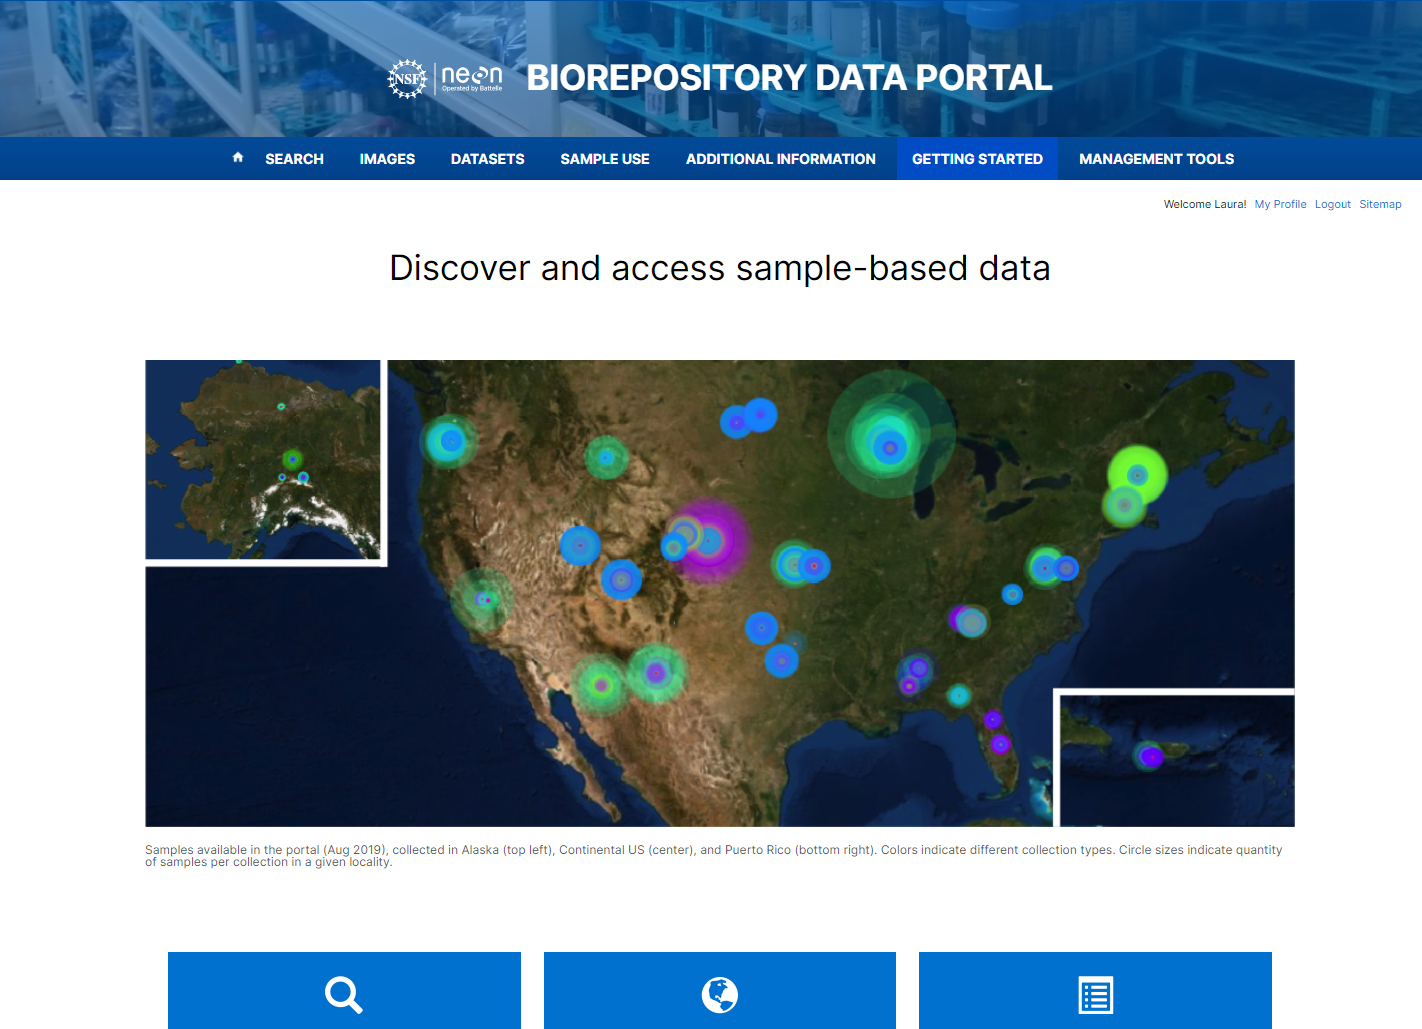 NSF neon
Operated by Battelle
BIOREPOSITORY DATA PORTAL
SEARCH IMAGES DATASETS SAMPLE USE ADDITIONAL INFORMATION GETTING STARTED MANAGEMENT TOOLS
Welcome Laura! My Profile Logout Sitemap
Discover and access sample-based data
Samples available in the portal (Aug 2019), collected in Alaska (top left), Continental US (center), and Puerto Rico (bottom right). Colors indicate different collection types. Circle sizes indicate quantity
of samples per collection in a given locality.